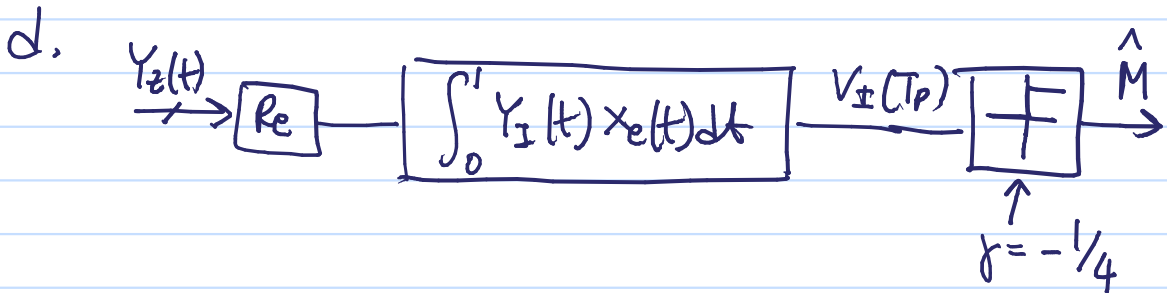 d.
Y_z(t)
Re
∫_0^1 Y_I(t) x_e(t) dt
V_I(T_p)
M̂
γ = -1/4